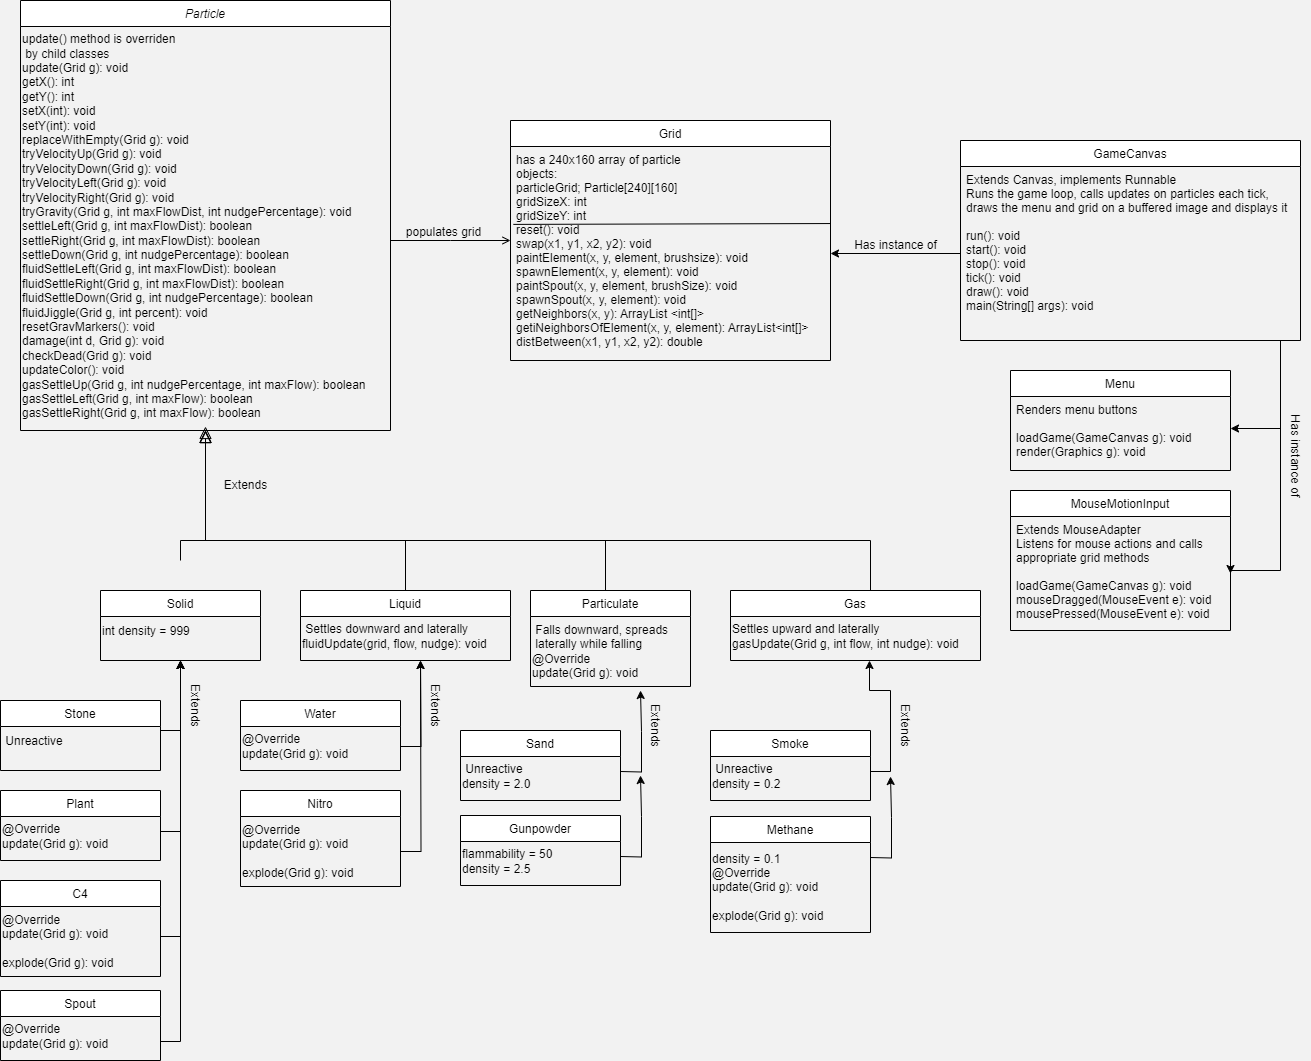 Particle
update() method is overriden
by child classes
update(Grid g): void
getX(): int
getY(): int
setX(int): void
setY(int): void
replaceWithEmpty(Grid g): void
tryVelocityUp(Grid g): void
tryVelocityDown(Grid g): void
tryVelocityLeft(Grid g): void
tryVelocityRight(Grid g): void
tryGravity(Grid g, int maxFlowDist, int nudgePercentage): void
settleLeft(Grid g, int maxFlowDist): boolean
settleRight(Grid g, int maxFlowDist): boolean
settleDown(Grid g, int nudgePercentage): boolean
fluidSettleLeft(Grid g, int maxFlowDist): boolean
fluidSettleRight(Grid g, int maxFlowDist): boolean
fluidSettleDown(Grid g, int nudgePercentage): boolean
fluidJiggle(Grid g, int percent): void
resetGravMarkers(): void
damage(int d, Grid g): void
checkDead(Grid g): void
updateColor(): void
gasSettleUp(Grid g, int nudgePercentage, int maxFlow): boolean
gasSettleLeft(Grid g, int maxFlow): boolean
gasSettleRight(Grid g, int maxFlow): boolean
populates grid
Grid
has a 240x160 array of particle
objects:
particleGrid; Particle[240][160]
gridSizeX: int
gridSizeY: int
reset(): void
swap(x1, y1, x2, y2): void
paintElement(x, y, element, brushsize): void
spawnElement(x, y, element): void
paintSpout(x, y, element, brushSize): void
spawnSpout(x, y, element): void
getNeighbors(x, y): ArrayList <int[]>
getiNeighborsOfElement(x, y, element): ArrayList<int[]>
distBetween(x1, y1, x2, y2): double
Has instance of
GameCanvas
Extends Canvas, implements Runnable
Runs the game loop, calls updates on particles each tick,
draws the menu and grid on a buffered image and displays it
run(): void
start(): void
stop(): void
tick(): void
draw(): void
main(String[] args): void
Has instance of
Menu
Renders menu buttons
loadGame(GameCanvas g): void
render(Graphics g): void
MouseMotionInput
Extends MouseAdapter
Listens for mouse actions and calls
appropriate grid methods
loadGame(GameCanvas g): void
mouseDragged(MouseEvent e): void
mousePressed(MouseEvent e): void
Extends
Solid
int density = 999
Liquid
Settles downward and laterally
fluidUpdate(grid, flow, nudge): void
Particulate
Falls downward, spreads
laterally while falling
@Override
update(Grid g): void
Gas
Settles upward and laterally
gasUpdate(Grid g, int flow, int nudge): void
Extends
Extends
Extends
Extends
Stone
Unreactive
Plant
@Override
update(Grid g): void
C4
@Override
update(Grid g): void
explode(Grid g): void
Spout
@Override
update(Grid g): void
Water
@Override
update(Grid g): void
Nitro
@Override
update(Grid g): void
explode(Grid g): void
Sand
Unreactive
density = 2.0
Gunpowder
flammability = 50
density = 2.5
Smoke
Unreactive
density = 0.2
Methane
density = 0.1
@Override
update(Grid g): void
explode(Grid g): void